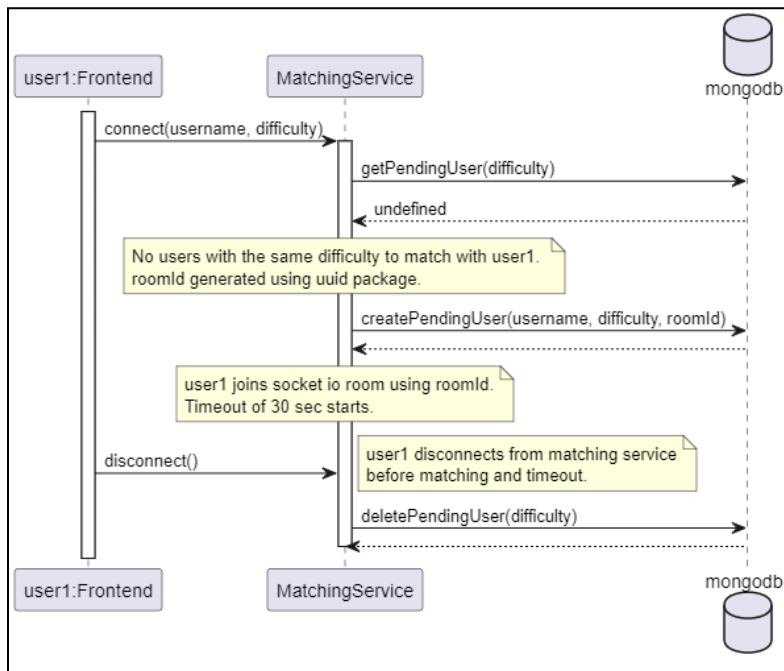 mongodb
user1:Frontend
MatchingService
connect(username, difficulty)
getPendingUser(difficulty)
undefined
No users with the same difficulty to match with user1.
roomId generated using uuid package.
createPendingUser(username, difficulty, roomId)
user1 joins socket io room using roomId.
Timeout of 30 sec starts.
user1 disconnects from matching service
before matching and timeout.
disconnect()
deletePendingUser(difficulty)
user1:Frontend
MatchingService
mongodb